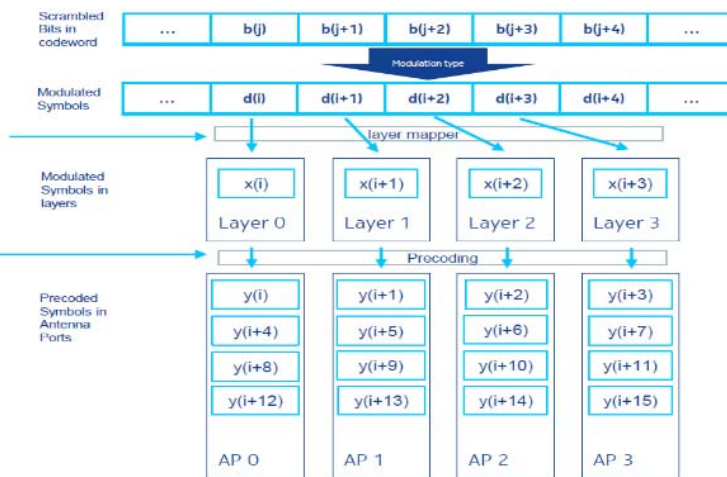 Scrambled
Bits in
codeword
... b(j) b(j+1) b(j+2) b(j+3) b(j+4) ...
Modulation type
Modulated
Symbols
... d(i) d(i+1) d(i+2) d(i+3) d(i+4) ...
layer mapper
Modulated
Symbols in
layers
x(i) x(i+1) x(i+2) x(i+3)
Layer 0 Layer 1 Layer 2 Layer 3
Precoding
Precoded
Symbols in
Antenna
Ports
y(i) y(i+1) y(i+2) y(i+3)
y(i+4) y(i+5) y(i+6) y(i+7)
y(i+8) y(i+9) y(i+10) y(i+11)
y(i+12) y(i+13) y(i+14) y(i+15)
AP 0 AP 1 AP 2 AP 3